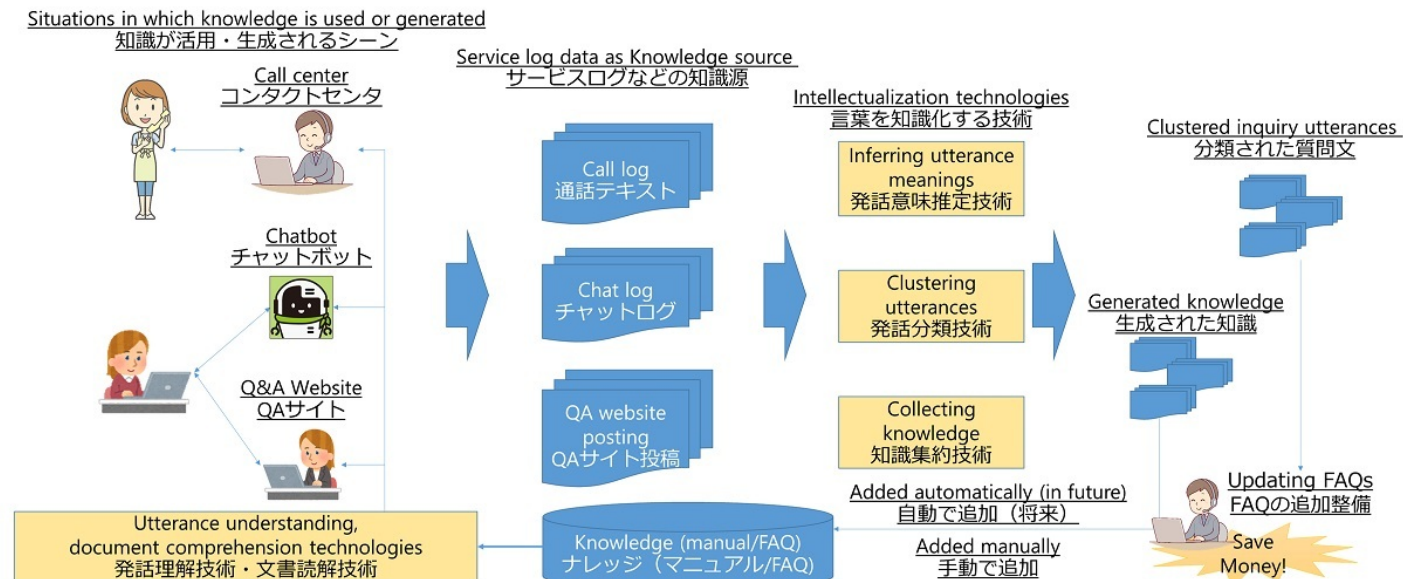 Situations in which knowledge is used or generated
知識が活用・生成されるシーン
Call center
コンタクトセンタ
Chatbot
チャットボット
Q&A Website
QAサイト
Utterance understanding,
document comprehension technologies
発話理解技術・文書読解技術
Service log data as Knowledge source
サービスログなどの知識源
Call log
通話テキスト
Chat log
チャットログ
QA website
posting
QAサイト投稿
Knowledge (manual/FAQ)
ナレッジ（マニュアル/FAQ)
Intellectualization technologies
言葉を知識化する技術
Inferring utterance
meanings
発話意味推定技術
Clustering
utterances
発話分類技術
Collecting
knowledge
知識集約技術
Added automatically (in future)
自動で追加（将来）
Added manually
手動で追加
Clustered inquiry utterances
分類された質問文
Generated knowledge
生成された知識
Updating FAQs
FAQの追加整備
Save
Money!